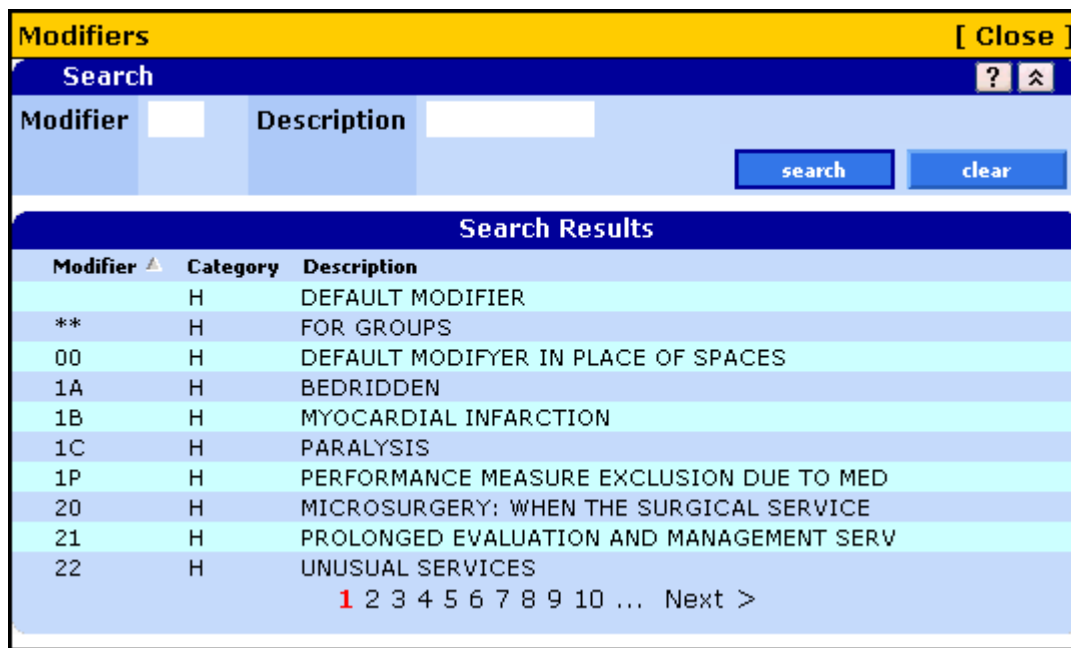 Modifiers [ Close ]
Search ?
Modifier Description
search clear
Search Results
Modifier Category Description
H DEFAULT MODIFIER
** H FOR GROUPS
00 H DEFAULT MODIFYER IN PLACE OF SPACES
1A H BEDRIDDEN
1B H MYOCARDIAL INFARCTION
1C H PARALYSIS
1P H PERFORMANCE MEASURE EXCLUSION DUE TO MED
20 H MICROSURGERY: WHEN THE SURGICAL SERVICE
21 H PROLONGED EVALUATION AND MANAGEMENT SERV
22 H UNUSUAL SERVICES
1 2 3 4 5 6 7 8 9 10 ... Next >